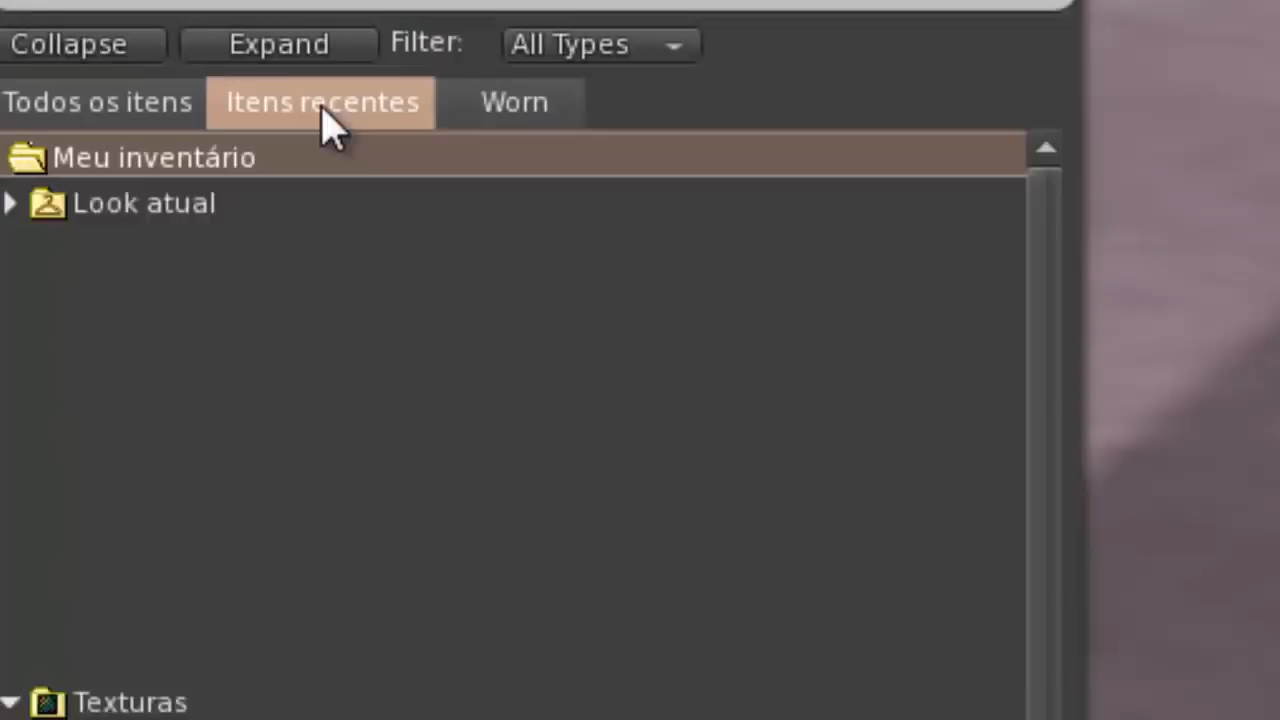 Collapse Expand Filter: All Types
Todos os itens Itens recentes Worn
Meu inventário
Look atual
Texturas